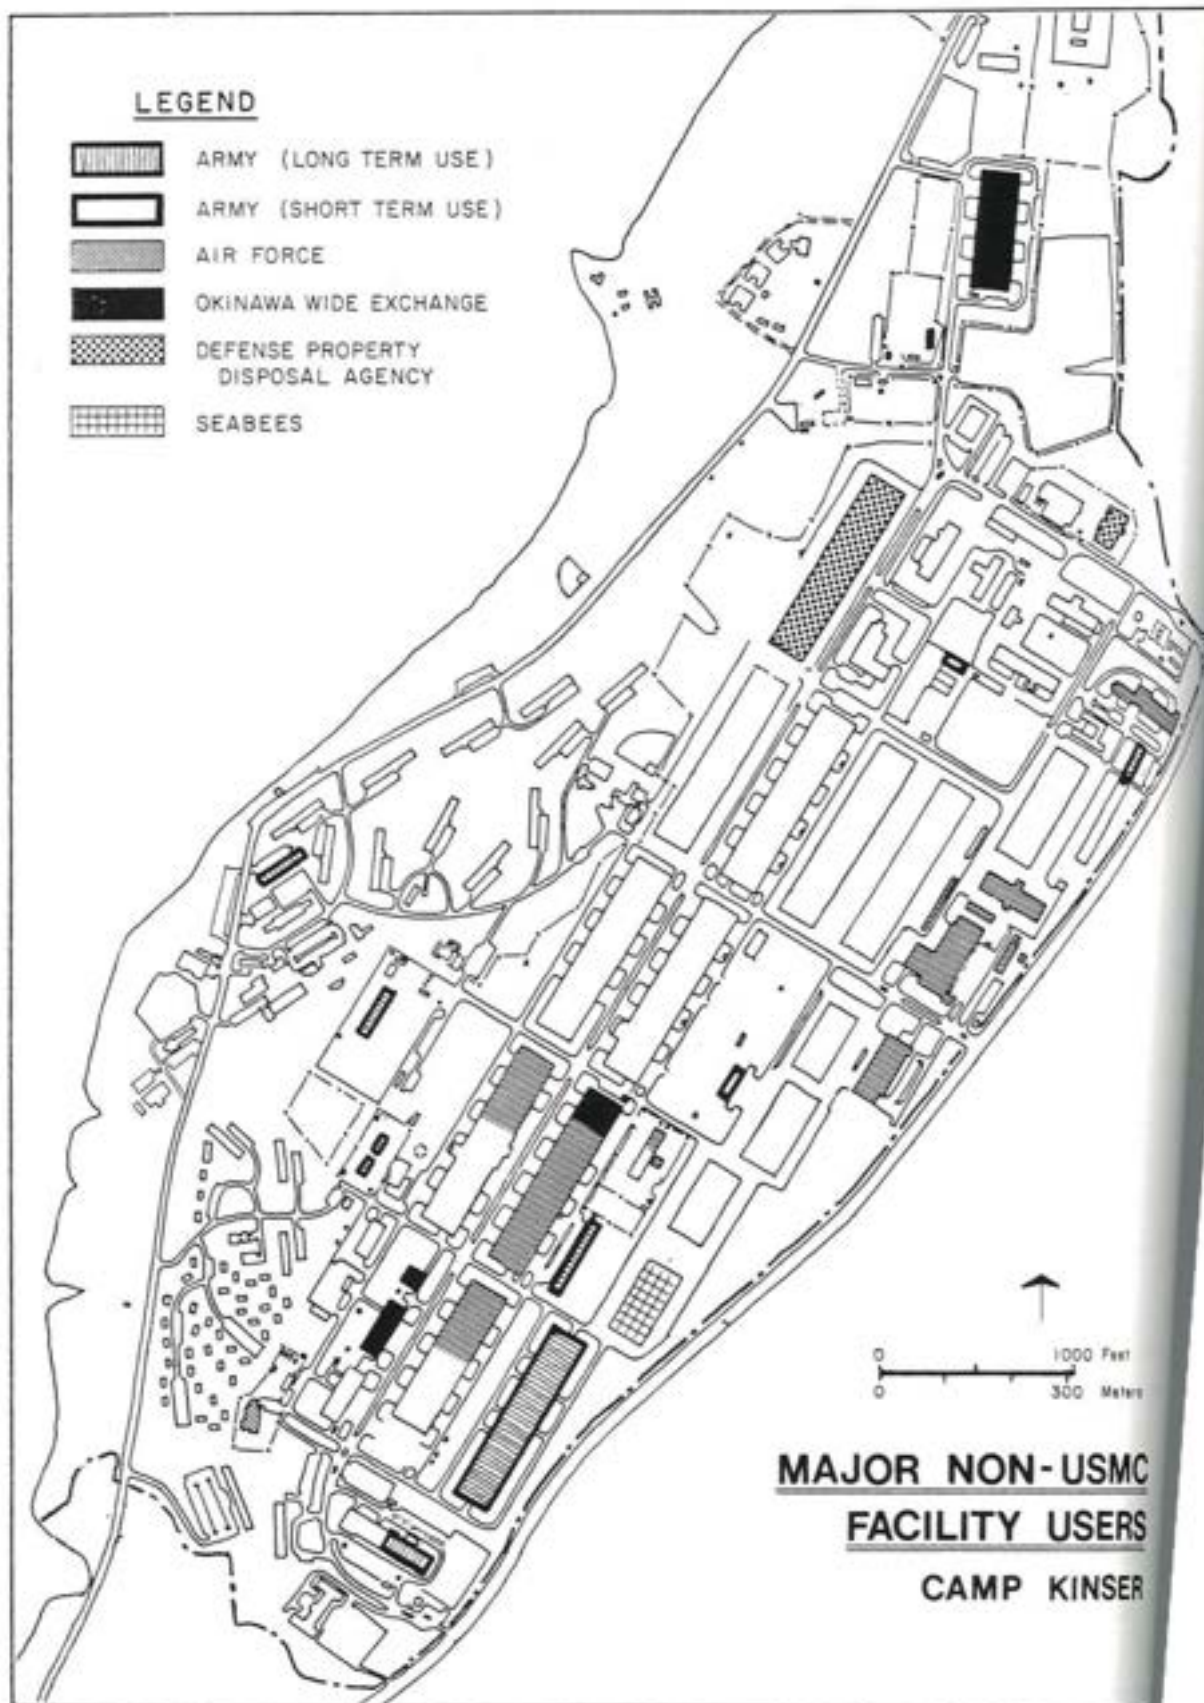 LEGEND
ARMY (LONG TERM USE)
ARMY (SHORT TERM USE)
AIR FORCE
OKINAWA WIDE EXCHANGE
DEFENSE PROPERTY
DISPOSAL AGENCY
SEABEES
0 1000 Feet
0 300 Meters
MAJOR NON-USMC
FACILITY USERS
CAMP KINSER